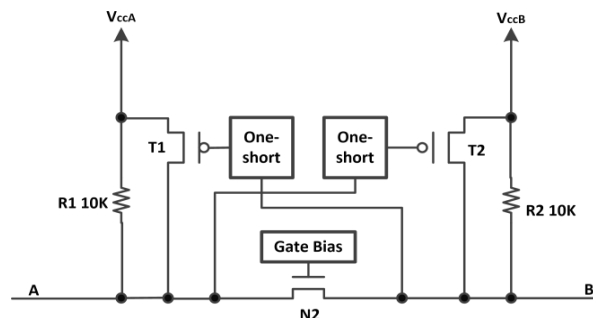 VccA
VccB
T1
One-
short
One-
short
T2
R1 10K
R2 10K
Gate Bias
A
B
N2